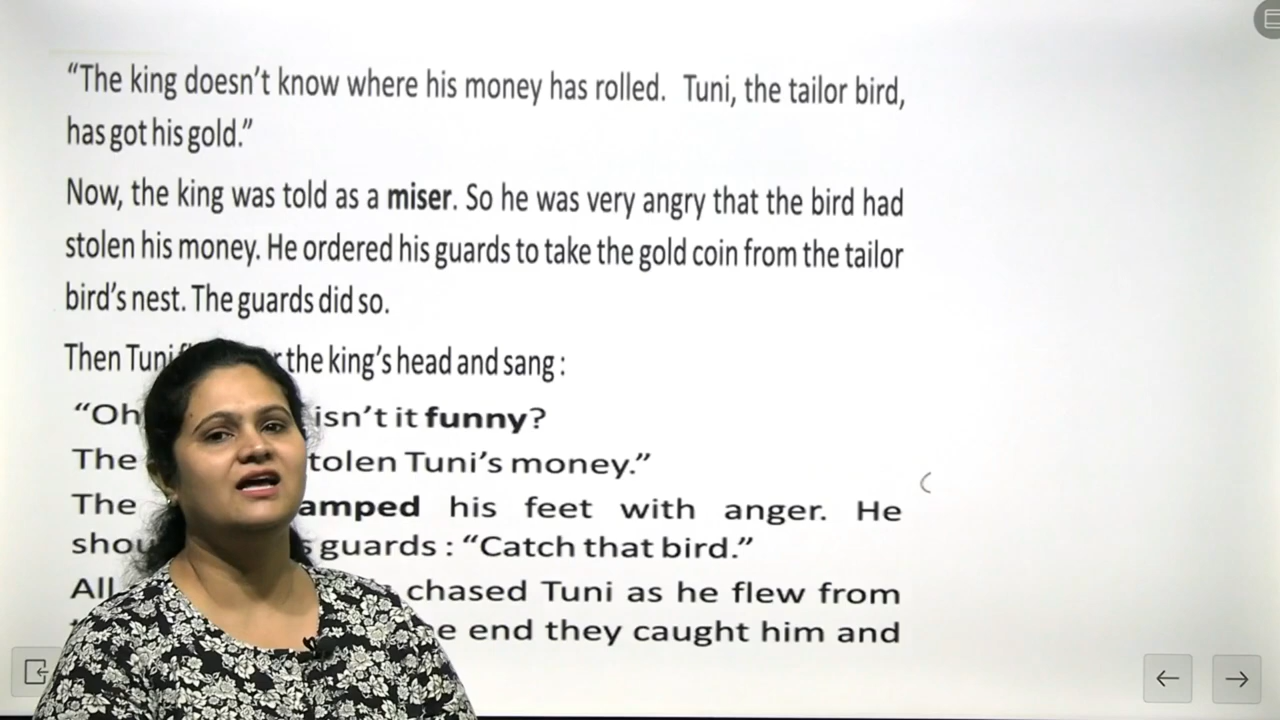 “The king doesn’t know where his money has rolled. Tuni, the tailor bird,
has got his gold.”
Now, the king was told as a miser. So he was very angry that the bird had
stolen his money. He ordered his guards to take the gold coin from the tailor
bird’s nest. The guards did so.
Then Tuni the king’s head and sang :
“Oh isn’t it funny?
The Tuni’s money.”
The his feet with anger. He
guards : “Catch that bird.”
All chased Tuni as he flew from
end they caught him and